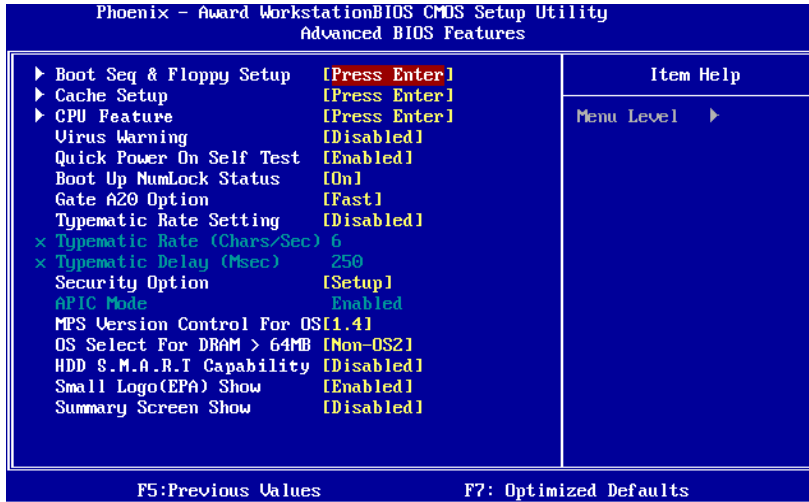 Phoenix - Award WorkstationBIOS CMOS Setup Utility
Advanced BIOS Features
Boot Seq & Floppy Setup [Press Enter]
Cache Setup [Press Enter]
CPU Feature [Press Enter]
Virus Warning [Disabled]
Quick Power On Self Test [Enabled]
Boot Up NumLock Status [On]
Gate A20 Option [Fast]
Typematic Rate Setting [Disabled]
x Typematic Rate (Chars/Sec) 6
x Typematic Delay (Msec) 250
Security Option [Setup]
APIC Mode Enabled
MPS Version Control For OS[1.4]
OS Select For DRAM > 64MB [Non-OS2]
HDD S.M.A.R.T Capability [Disabled]
Small Logo(EPA) Show [Enabled]
Summary Screen Show [Disabled]
Item Help
Menu Level
F5:Previous Values F7: Optimized Defaults